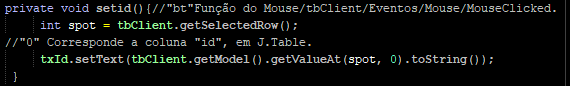 private void setid(){//"bt"Função do Mouse/tbClient/Eventos/Mouse/MouseClicked.
int spot = tbClient.getSelectedRow();
//"0" Corresponde a coluna "id", em J.Table.
txId.setText(tbClient.getModel().getValueAt(spot, 0).toString());
}